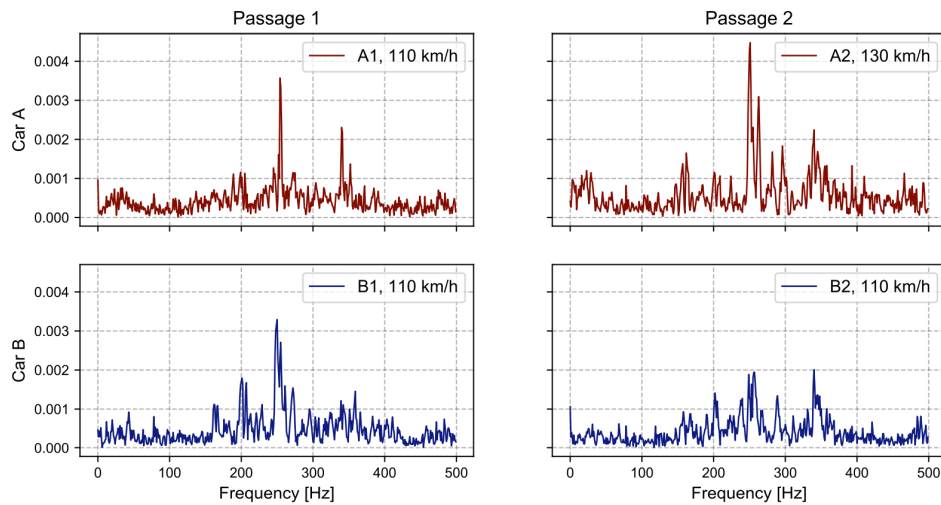 Passage 1
Passage 2
Car A
0.004
0.003
0.002
0.001
0.000
A1, 110 km/h
A2, 130 km/h
Car B
0.004
0.003
0.002
0.001
0.000
B1, 110 km/h
B2, 110 km/h
0 100 200 300 400 500
0 100 200 300 400 500
Frequency [Hz]
Frequency [Hz]